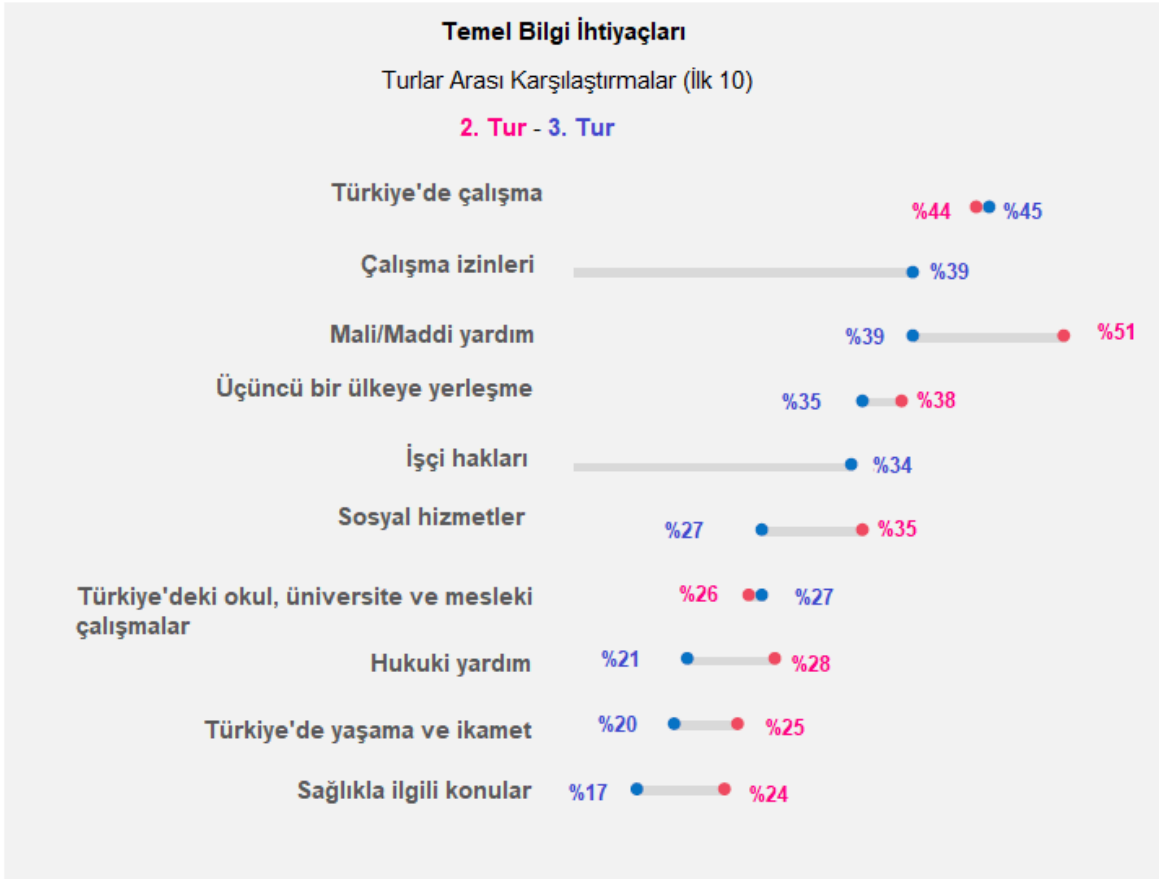 Temel Bilgi İhtiyaçları
Turlar Arası Karşılaştırmalar (İlk 10)
2. Tur - 3. Tur
Türkiye'de çalışma
%44 %45
Çalışma izinleri
%39
Mali/Maddi yardım
%39 %51
Üçüncü bir ülkeye yerleşme
%35 %38
İşçi hakları
%34
Sosyal hizmetler
%27 %35
Türkiye'deki okul, üniversite ve mesleki
çalışmalar
%26 %27
Hukuki yardım
%21 %28
Türkiye'de yaşama ve ikamet
%20 %25
Sağlıkla ilgili konular
%17 %24